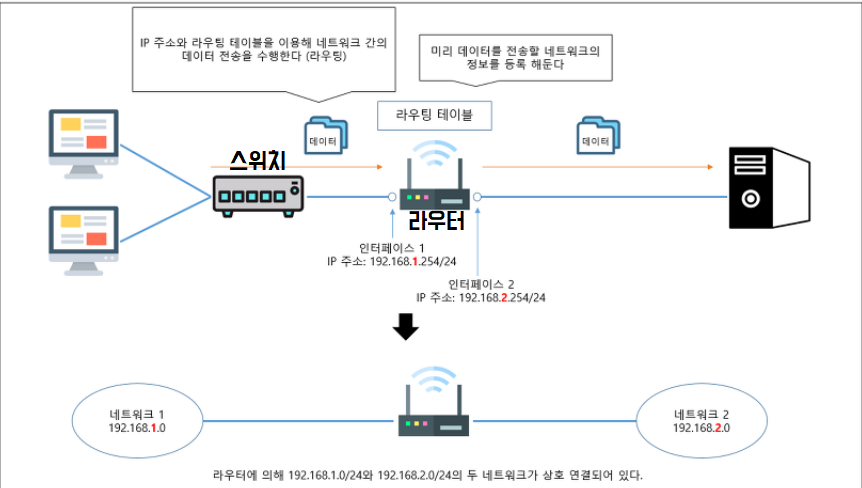 IP 주소와 라우팅 테이블을 이용해 네트워크 간의
데이터 전송을 수행한다 (라우팅)
미리 데이터를 전송할 네트워크의
정보를 등록 해둔다
라우팅 테이블
데이터
데이터
스위치
라우터
인터페이스 1
IP 주소: 192.168.1.254/24
인터페이스 2
IP 주소: 192.168.2.254/24
네트워크 1
192.168.1.0
네트워크 2
192.168.2.0
라우터에 의해 192.168.1.0/24와 192.168.2.0/24의 두 네트워크가 상호 연결되어 있다.